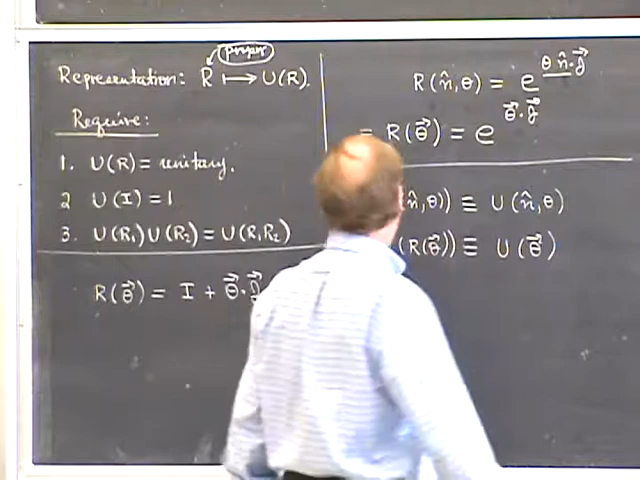 proper
Representation: R ⟼ U(R).
Require:
1. U(R) = unitary.
2 U(I) = 1
3. U(R₁)U(R₂) = U(R₁R₂)
R(θ⃗) = I + θ⃗·J⃗
R(n̂,θ) = e^{θ n̂·J⃗}
= R(θ⃗) = e^{θ⃗·J⃗}
n̂,θ)) ≡ U(n̂,θ)
(R(θ⃗)) ≡ U(θ⃗)